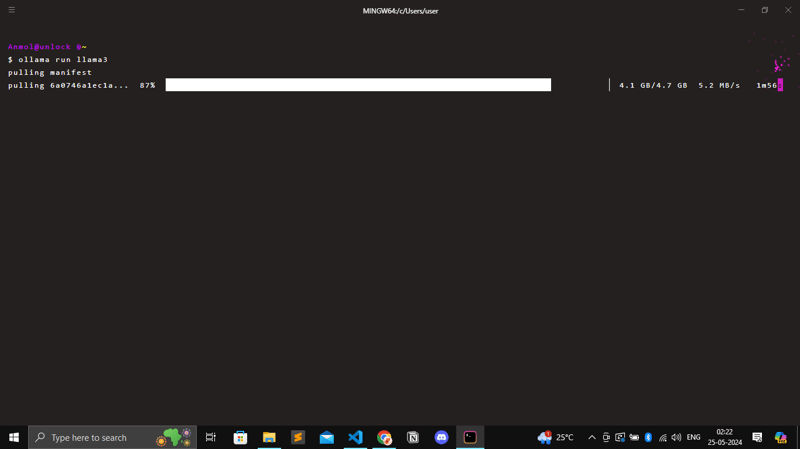 MINGW64:/c/Users/user
Anmol@unlock @~
$ ollama run llama3
pulling manifest
pulling 6a0746a1ec1a... 87% 4.1 GB/4.7 GB 5.2 MB/s 1m56s
Type here to search
25°C
ENG
02:22
25-05-2024